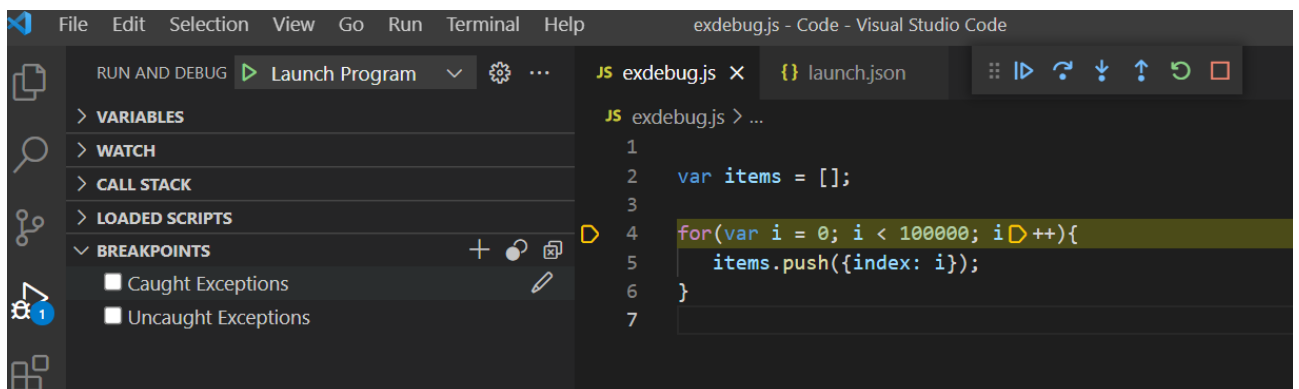 File Edit Selection View Go Run Terminal Help exdebug.js - Code - Visual Studio Code
RUN AND DEBUG Launch Program
VARIABLES
WATCH
CALL STACK
LOADED SCRIPTS
BREAKPOINTS
Caught Exceptions
Uncaught Exceptions
1
JS exdebug.js {} launch.json
JS exdebug.js > ...
1
2 var items = [];
3
4 for(var i = 0; i < 100000; i++){
5 items.push({index: i});
6 }
7